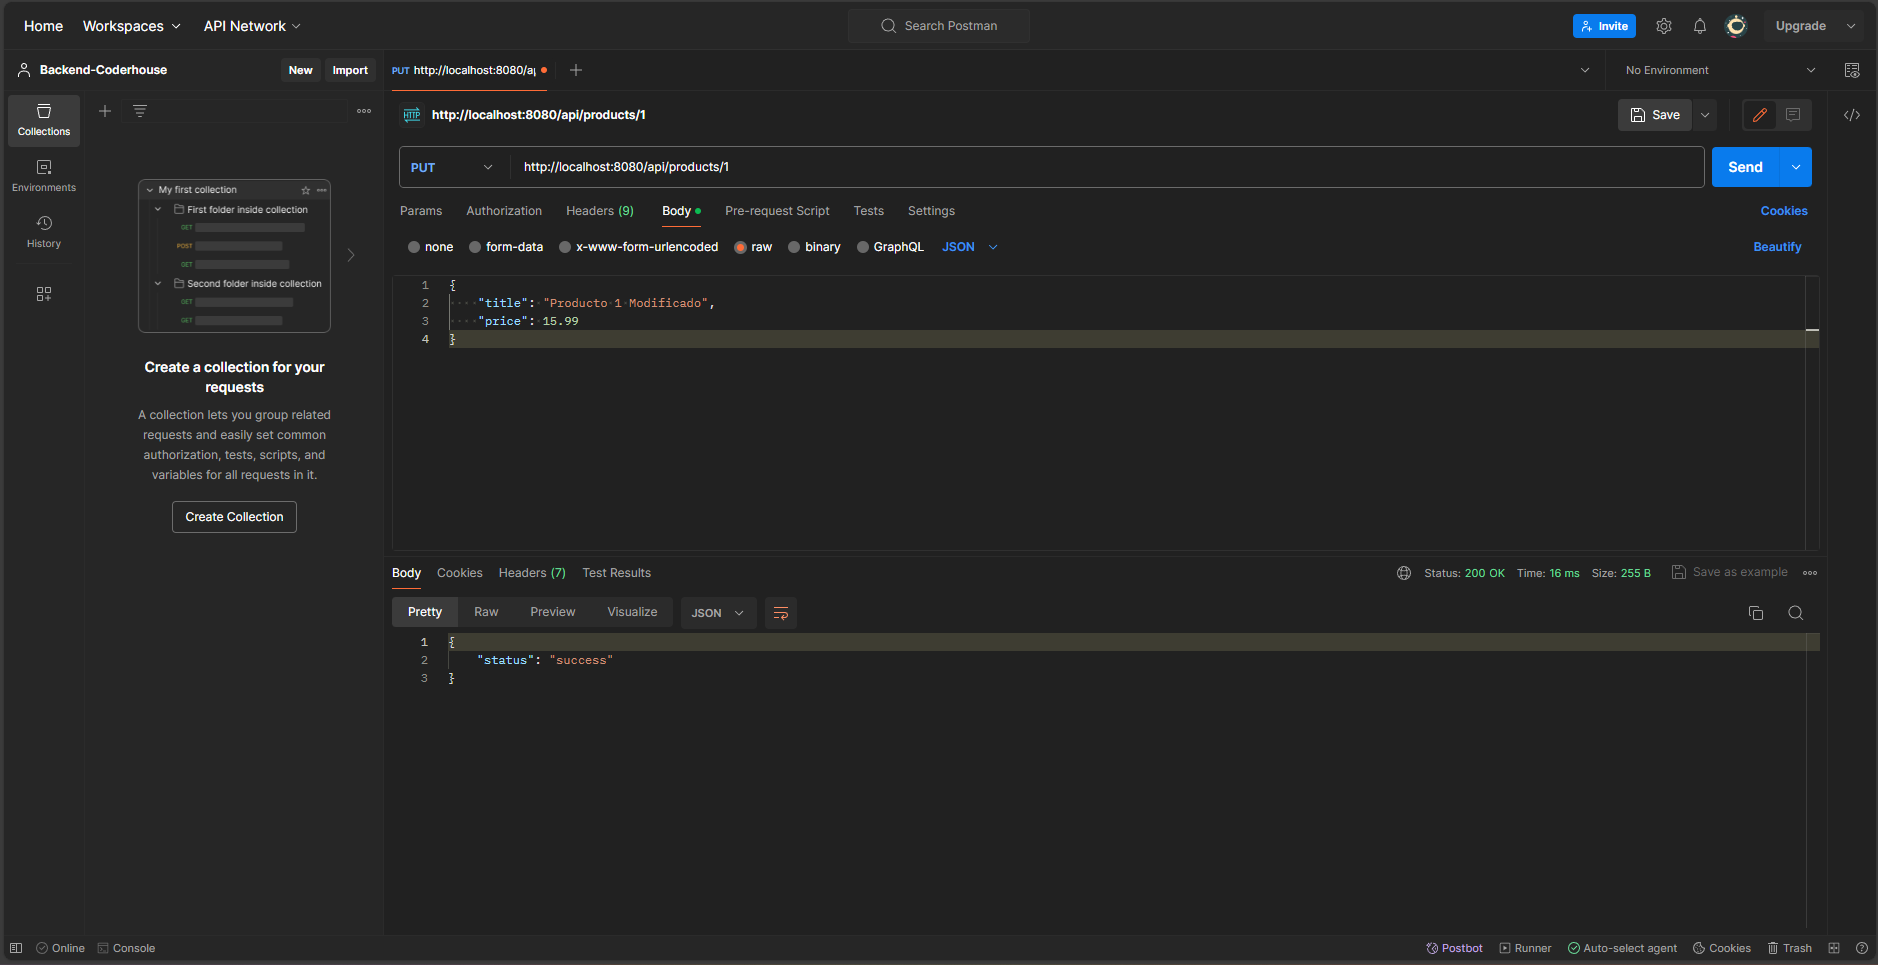 Home Workspaces API Network Search Postman Invite Upgrade
Backend-Coderhouse New Import PUT http://localhost:8080/a No Environment
HTTP http://localhost:8080/api/products/1 Save
Collections
Environments
History
My first collection
First folder inside collection
GET
POST
GET
Second folder inside collection
GET
GET
Create a collection for your
requests
A collection lets you group related
requests and easily set common
authorization, tests, scripts, and
variables for all requests in it.
Create Collection
PUT http://localhost:8080/api/products/1 Send
Params Authorization Headers (9) Body Pre-request Script Tests Settings Cookies
none form-data x-www-form-urlencoded raw binary GraphQL JSON Beautify
1 {
2 "title": "Producto 1 Modificado",
3 "price": 15.99
4 }
Body Cookies Headers (7) Test Results Status: 200 OK Time: 16 ms Size: 255 B Save as example
Pretty Raw Preview Visualize JSON
1 {
2 "status": "success"
3 }
Online Console Postbot Runner Auto-select agent Cookies Trash